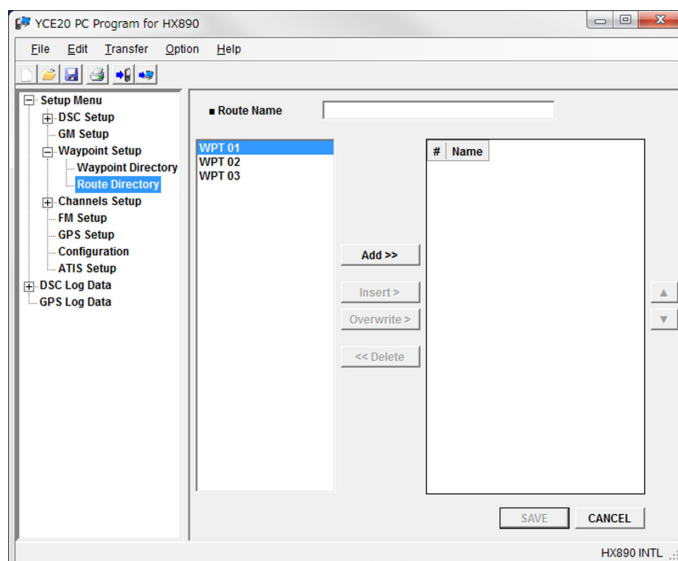 YCE20 PC Program for HX890
File Edit Transfer Option Help
Setup Menu
DSC Setup
GM Setup
Waypoint Setup
Waypoint Directory
Route Directory
Channels Setup
FM Setup
GPS Setup
Configuration
ATIS Setup
DSC Log Data
GPS Log Data
■ Route Name
WPT 01
WPT 02
WPT 03
Add >>
Insert >
Overwrite >
<< Delete
# Name
▲
▼
SAVE CANCEL
HX890 INTL